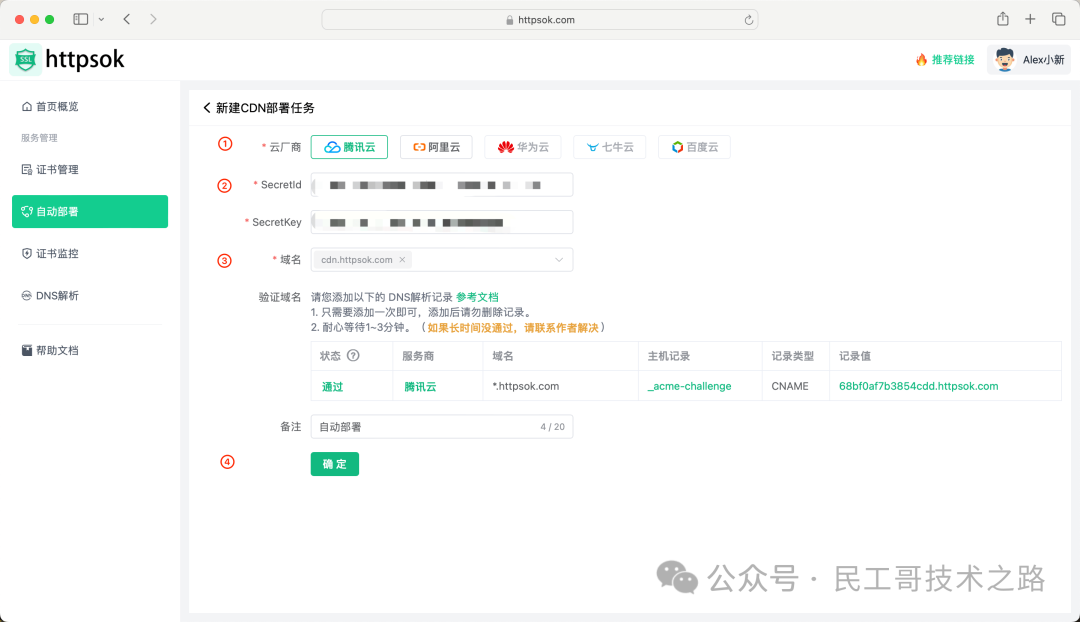 httpsok.com
SSL
httpsok
推荐链接
Alex小新
首页概览
服务管理
证书管理
自动部署
证书监控
DNS解析
帮助文档
新建CDN部署任务
1 * 云厂商 腾讯云 阿里云 华为云 七牛云 百度云
2 * SecretId
* SecretKey
3 * 域名 cdn.httpsok.com ×
验证域名 请您添加以下的 DNS解析记录 参考文档
1. 只需要添加一次即可，添加后请勿删除记录。
2. 耐心等待1~3分钟。（如果长时间没通过，请联系作者解决）
状态 ? 服务商 域名 主机记录 记录类型 记录值
通过 腾讯云 *.httpsok.com _acme-challenge CNAME 68bf0af7b3854cdd.httpsok.com
备注 自动部署 4 / 20
4 确 定
公众号 · 民工哥技术之路